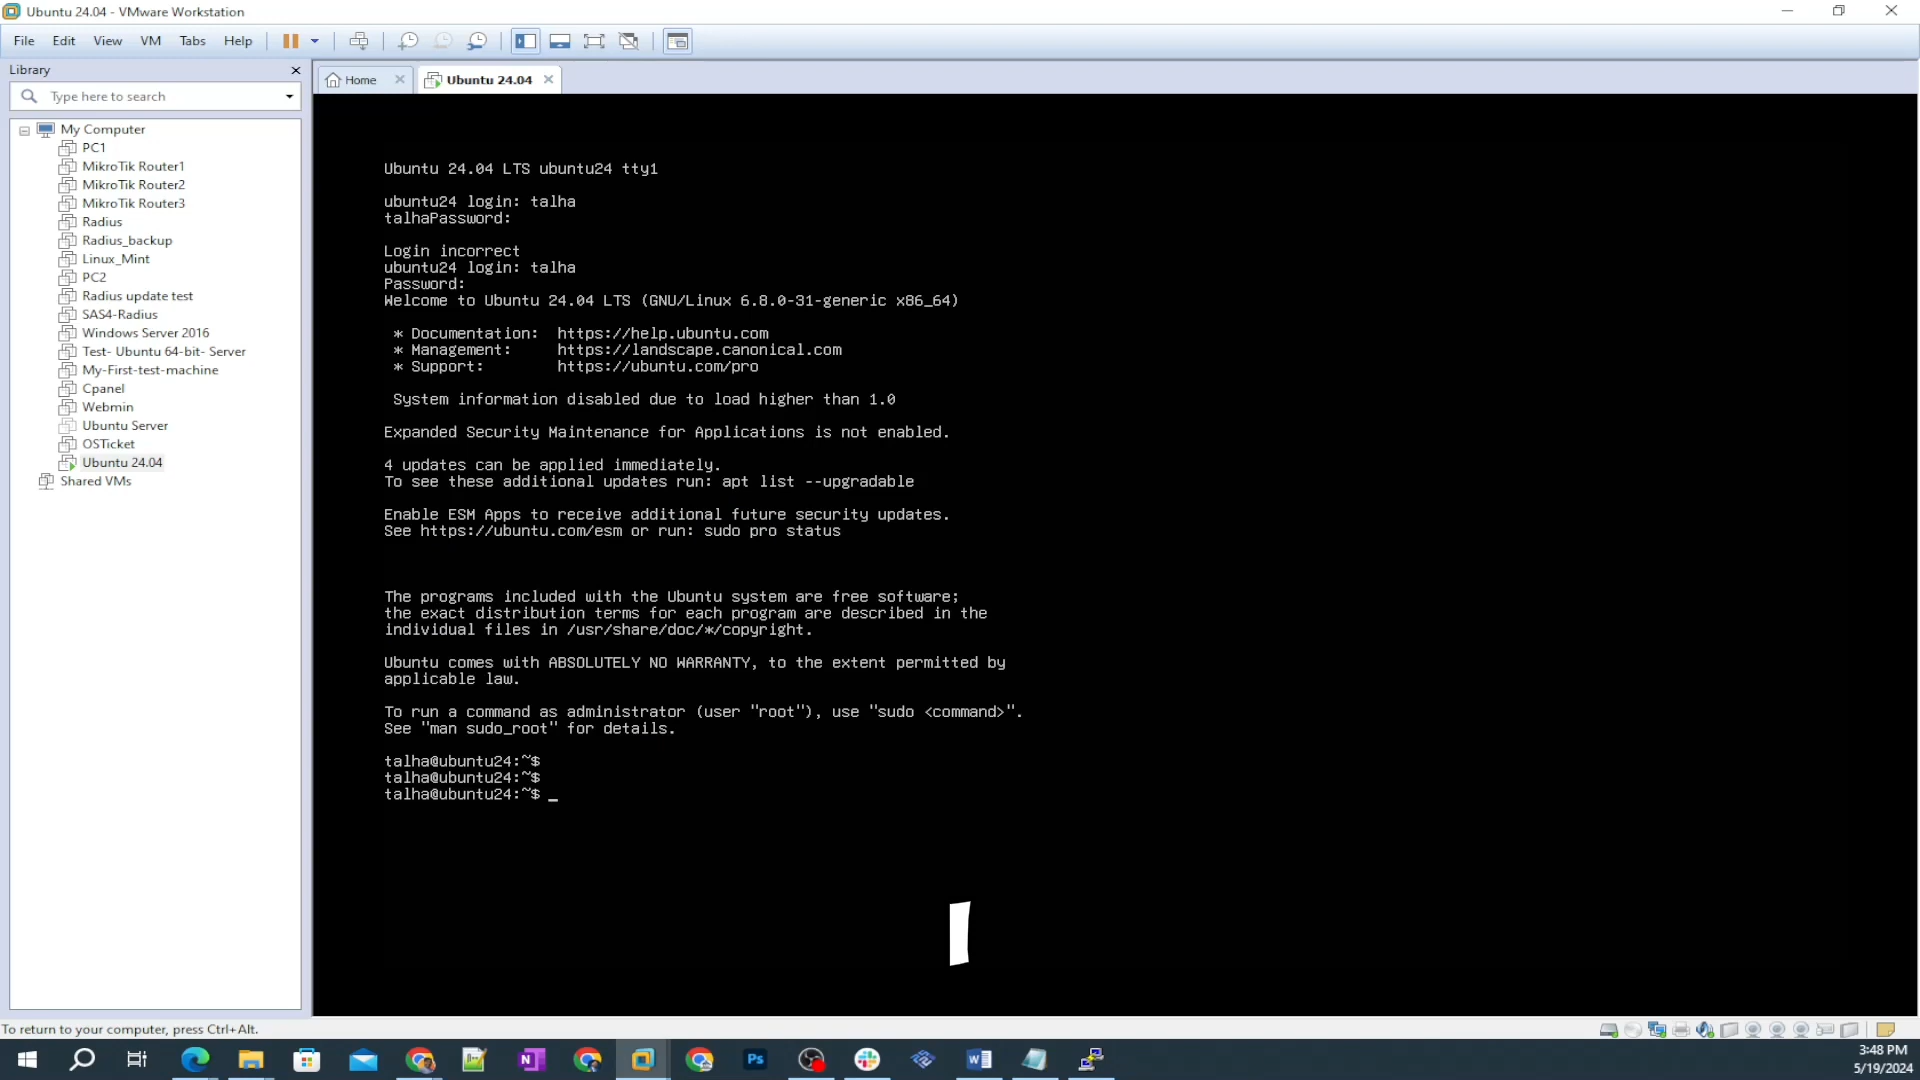 Ubuntu 24.04 - VMware Workstation
File Edit View VM Tabs Help
Library
Type here to search
My Computer
PC1
MikroTik Router1
MikroTik Router2
MikroTik Router3
Radius
Radius_backup
Linux_Mint
PC2
Radius update test
SAS4-Radius
Windows Server 2016
Test- Ubuntu 64-bit- Server
My-First-test-machine
Cpanel
Webmin
Ubuntu Server
OSTicket
Ubuntu 24.04
Shared VMs
Home
Ubuntu 24.04
Ubuntu 24.04 LTS ubuntu24 tty1
ubuntu24 login: talha
talhaPassword:
Login incorrect
ubuntu24 login: talha
Password:
Welcome to Ubuntu 24.04 LTS (GNU/Linux 6.8.0-31-generic x86_64)
* Documentation:  https://help.ubuntu.com
* Management:     https://landscape.canonical.com
* Support:        https://ubuntu.com/pro
System information disabled due to load higher than 1.0
Expanded Security Maintenance for Applications is not enabled.
4 updates can be applied immediately.
To see these additional updates run: apt list --upgradable
Enable ESM Apps to receive additional future security updates.
See https://ubuntu.com/esm or run: sudo pro status
The programs included with the Ubuntu system are free software;
the exact distribution terms for each program are described in the
individual files in /usr/share/doc/*/copyright.
Ubuntu comes with ABSOLUTELY NO WARRANTY, to the extent permitted by
applicable law.
To run a command as administrator (user "root"), use "sudo <command>".
See "man sudo_root" for details.
talha@ubuntu24:~$
talha@ubuntu24:~$
talha@ubuntu24:~$ _
To return to your computer, press Ctrl+Alt.
N
Ps
W
3:48 PM
5/19/2024